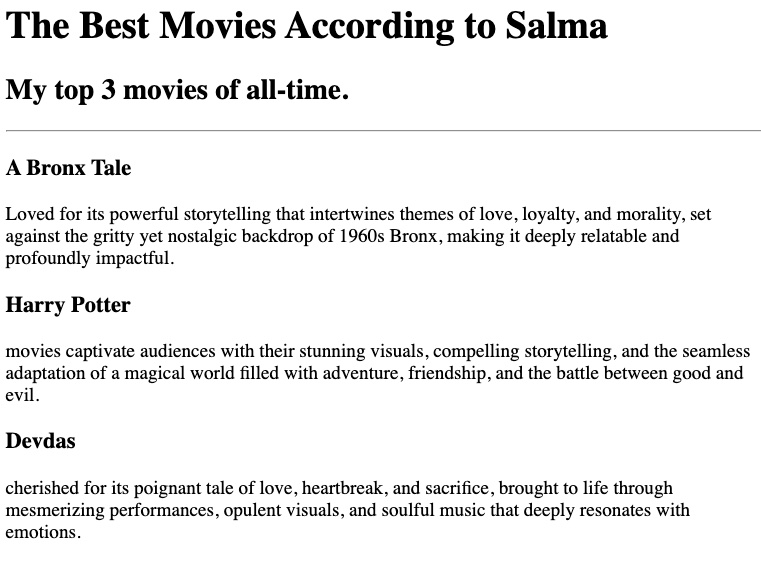 The Best Movies According to Salma
My top 3 movies of all-time.
A Bronx Tale
Loved for its powerful storytelling that intertwines themes of love, loyalty, and morality, set
against the gritty yet nostalgic backdrop of 1960s Bronx, making it deeply relatable and
profoundly impactful.
Harry Potter
movies captivate audiences with their stunning visuals, compelling storytelling, and the seamless
adaptation of a magical world filled with adventure, friendship, and the battle between good and
evil.
Devdas
cherished for its poignant tale of love, heartbreak, and sacrifice, brought to life through
mesmerizing performances, opulent visuals, and soulful music that deeply resonates with
emotions.